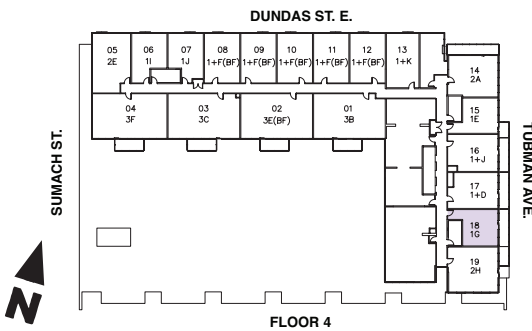 DUNDAS ST. E.
05
2E
06
1I
07
1J
08
1+F(BF)
09
1+F(BF)
10
1+F(BF)
11
1+F(BF)
12
1+F(BF)
13
1+K
14
2A
04
3F
03
3C
02
3E(BF)
01
3B
15
1E
16
1+J
17
1+D
18
1G
19
2H
SUMACH ST.
TUBMAN AVE.
N
FLOOR 4